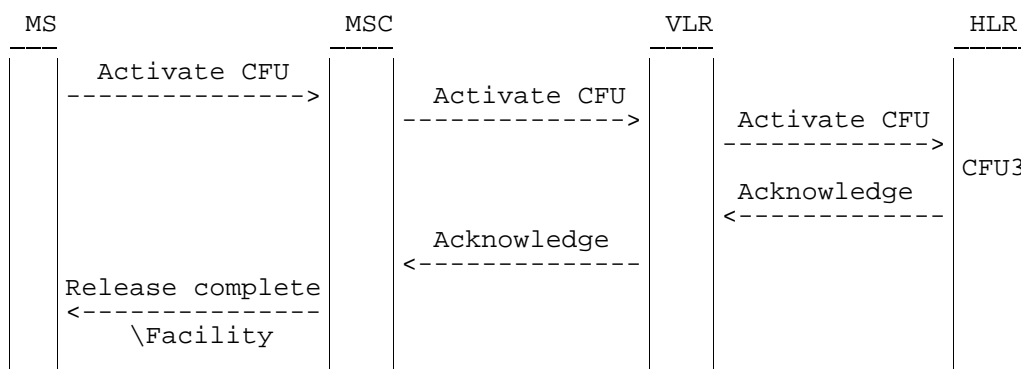 MS MSC VLR HLR
Activate CFU
---------------> Activate CFU
--------------> Activate CFU
------------->
CFU3
Acknowledge
<-------------
Acknowledge
<--------------
Release complete
<---------------
\Facility